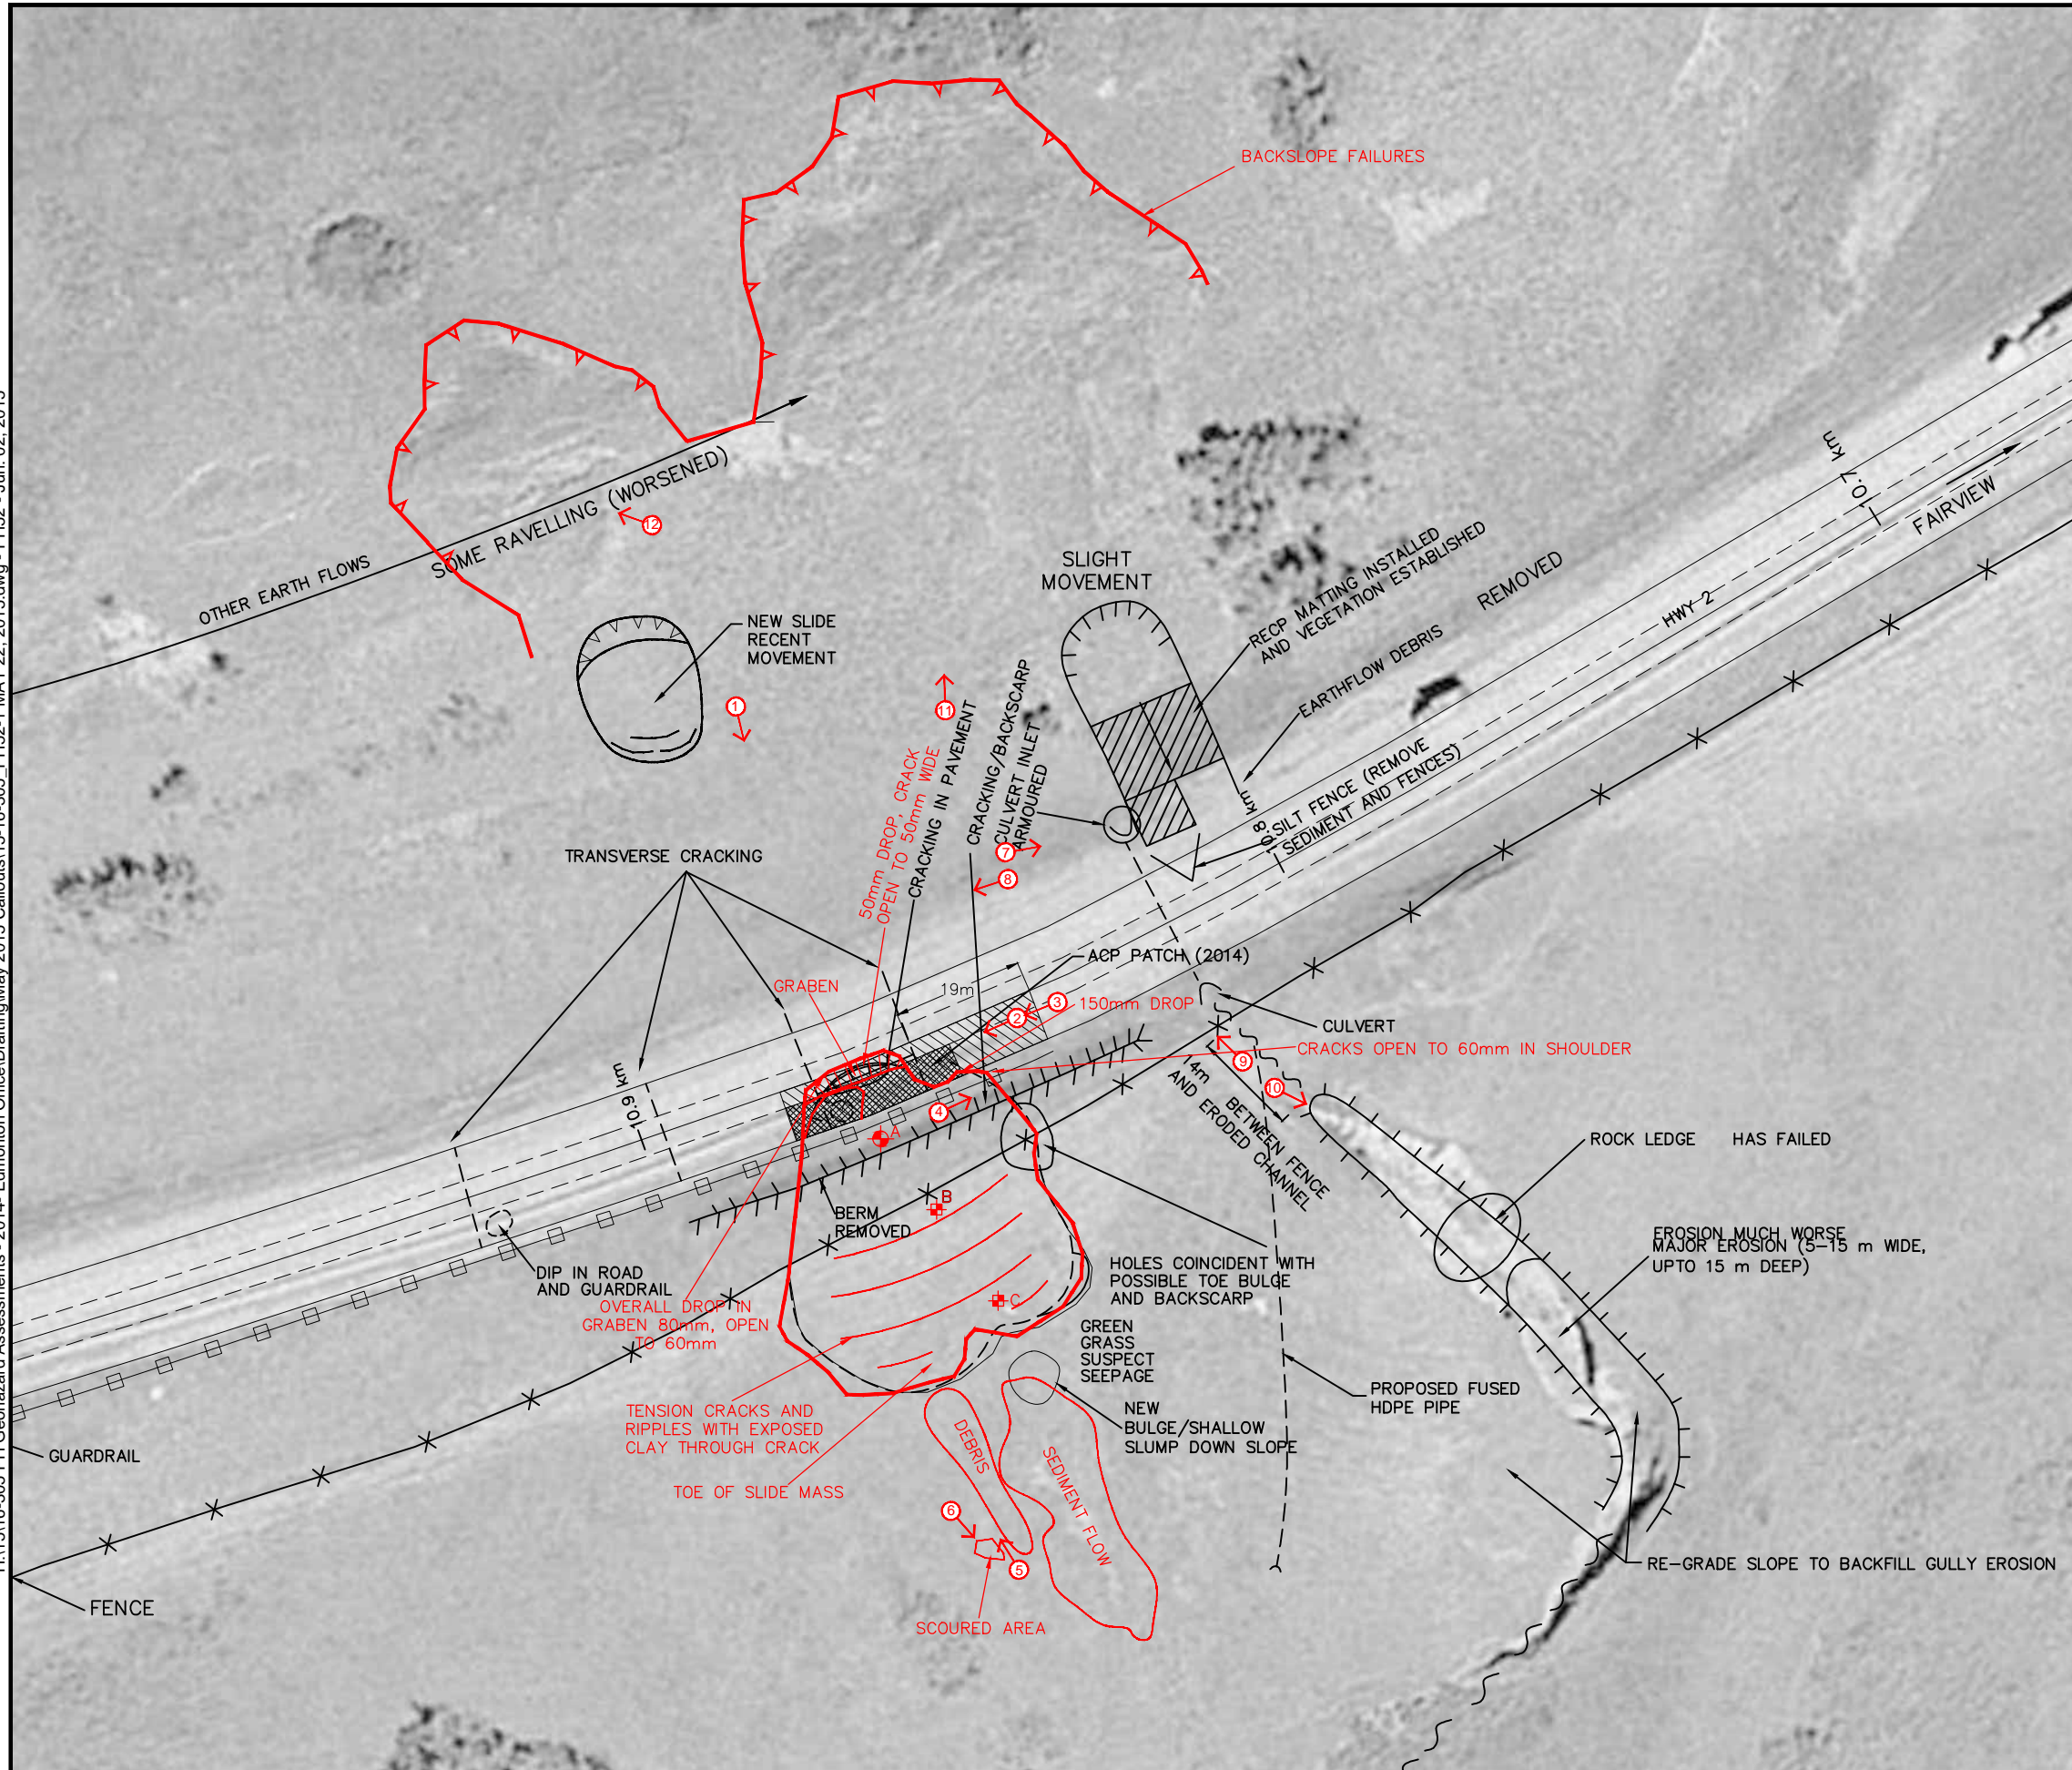 BACKSLOPE FAILURES
OTHER EARTH FLOWS
SOME RAVELLING (WORSENED)
12
SLIGHT
MOVEMENT
RECP MATTING INSTALLED
AND VEGETATION ESTABLISHED
REMOVED
EARTHFLOW DEBRIS
10.7 km
FAIRVIEW
HWY 2
NEW SLIDE
RECENT
MOVEMENT
1
11
50mm DROP, CRACK
OPEN TO 50mm WIDE
CRACKING IN PAVEMENT
CRACKING/BACKSCARP
CULVERT INLET
ARMOURED
7
8
10.8 km
SILT FENCE (REMOVE
SEDIMENT AND FENCES)
TRANSVERSE CRACKING
ACP PATCH (2014)
GRABEN
19m
3
2
150mm DROP
CULVERT
CRACKS OPEN TO 60mm IN SHOULDER
10.9 km
9
10
14m
BETWEEN FENCE
AND ERODED CHANNEL
4
A
B
C
BERM
REMOVED
ROCK LEDGE HAS FAILED
EROSION MUCH WORSE
MAJOR EROSION (5-15 m WIDE,
UPTO 15 m DEEP)
DIP IN ROAD
AND GUARDRAIL
OVERALL DROP IN
GRABEN 80mm, OPEN
TO 60mm
HOLES COINCIDENT WITH
POSSIBLE TOE BULGE
AND BACKSCARP
GREEN
GRASS
SUSPECT
SEEPAGE
PROPOSED FUSED
HDPE PIPE
NEW
BULGE/SHALLOW
SLUMP DOWN SLOPE
TENSION CRACKS AND
RIPPLES WITH EXPOSED
CLAY THROUGH CRACK
TOE OF SLIDE MASS
DEBRIS
SEDIMENT FLOW
GUARDRAIL
6
5
RE-GRADE SLOPE TO BACKFILL GULLY EROSION
FENCE
SCOURED AREA